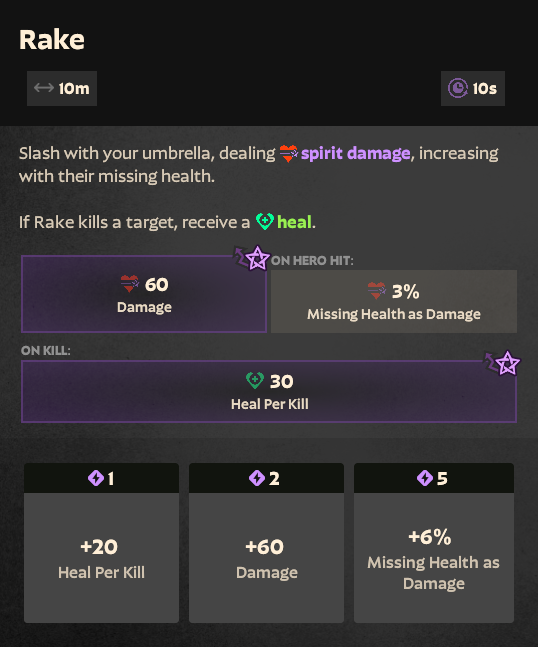 Rake
10m
10s
Slash with your umbrella, dealing spirit damage, increasing
with their missing health.
If Rake kills a target, receive a heal.
60
Damage
ON HERO HIT:
3%
Missing Health as Damage
ON KILL:
30
Heal Per Kill
1
+20
Heal Per Kill
2
+60
Damage
5
+6%
Missing Health as
Damage